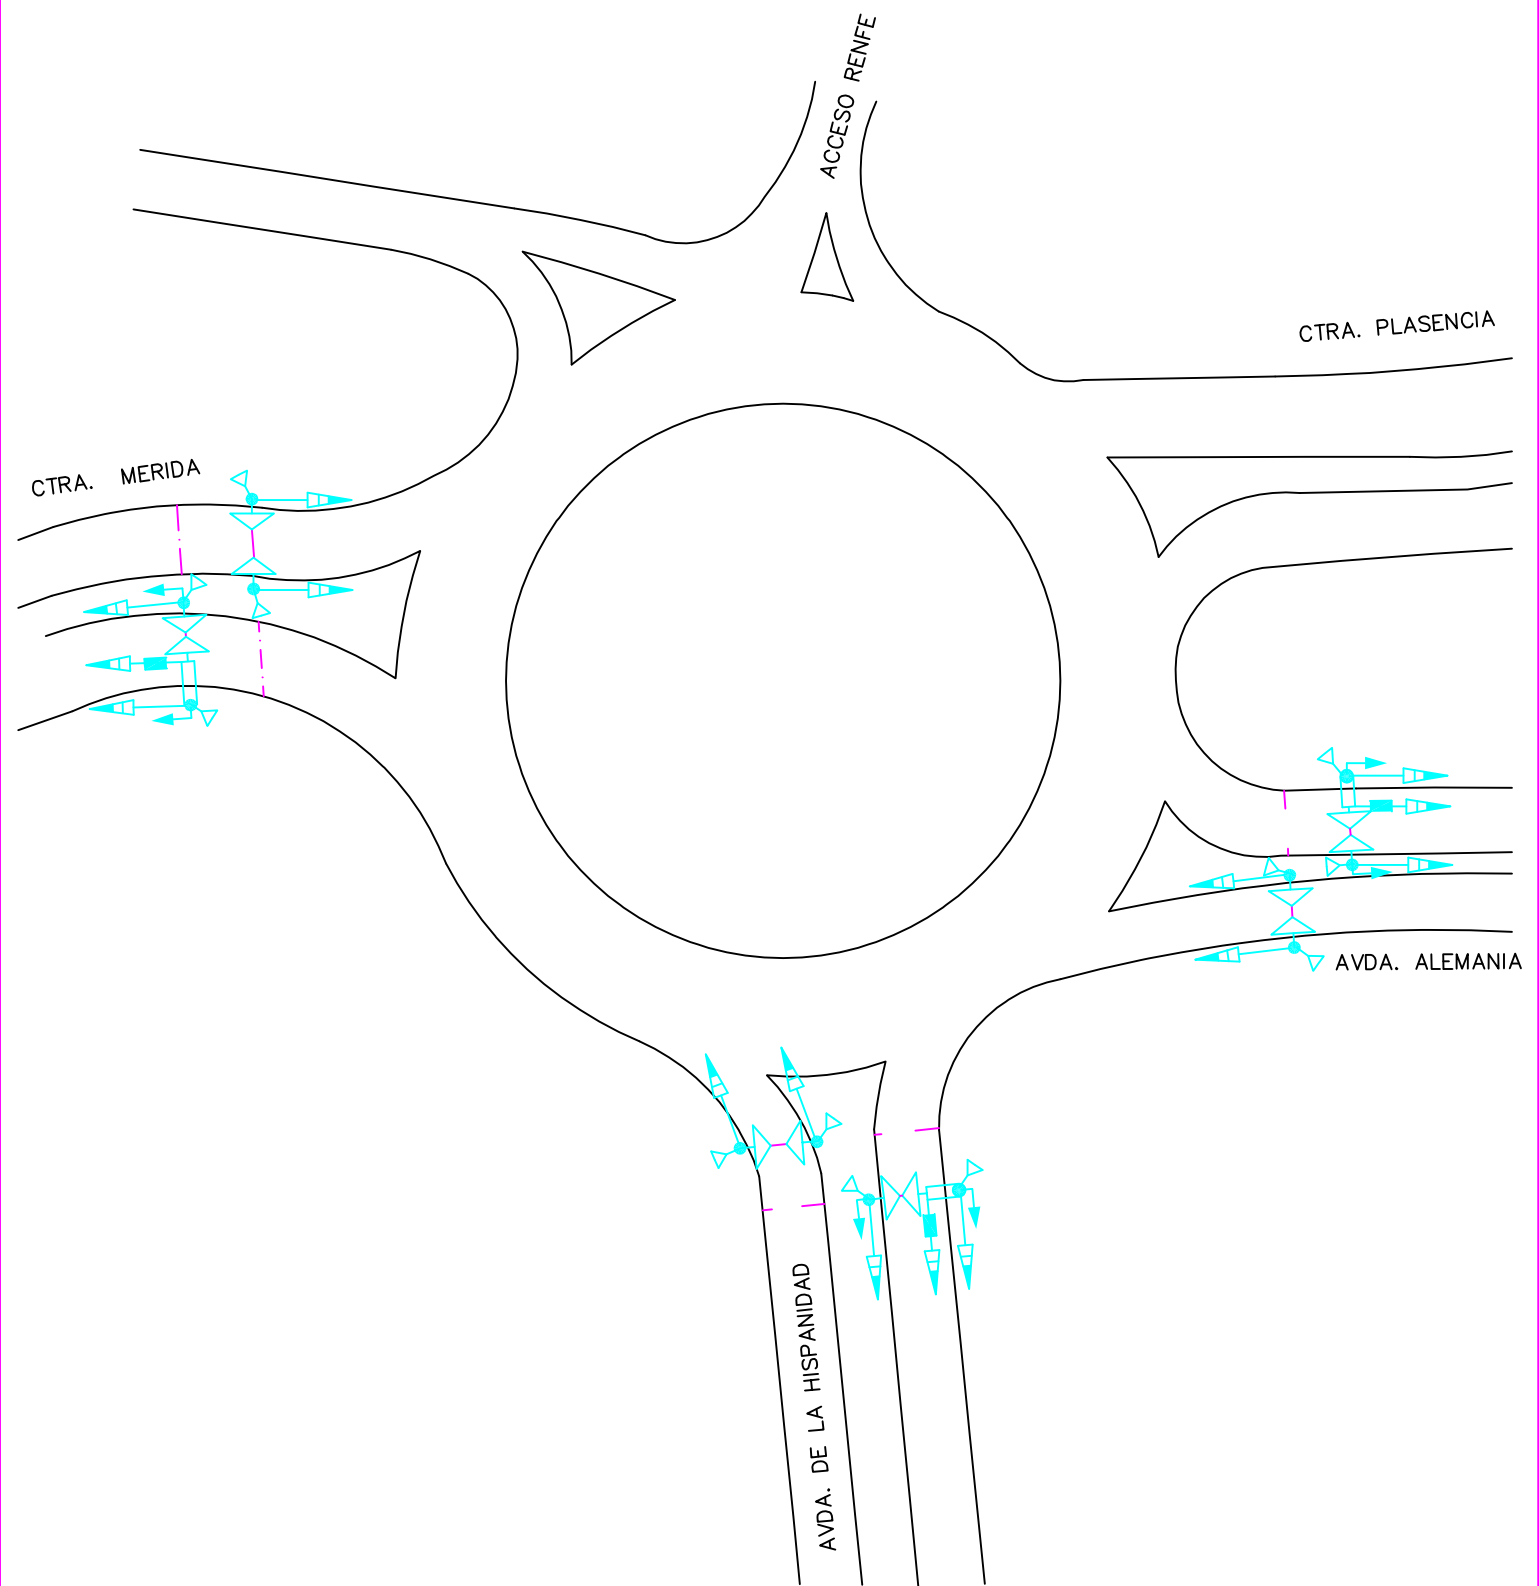 ACCESO RENFE
CTRA. PLASENCIA
CTRA. MERIDA
AVDA. ALEMANIA
AVDA. DE LA HISPANIDAD